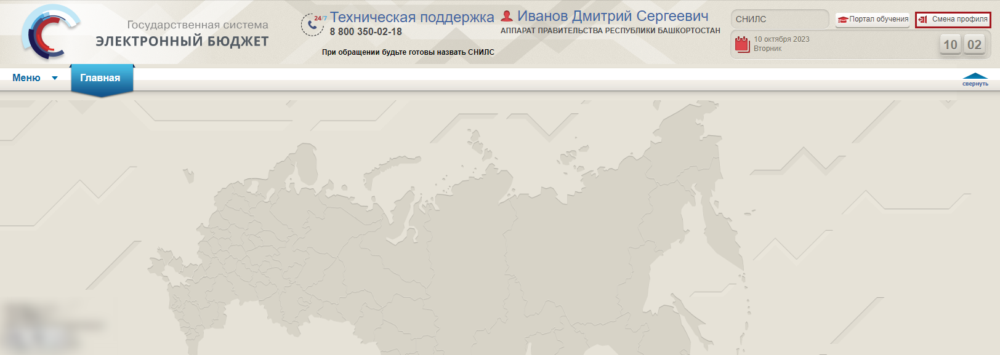 Государственная система
ЭЛЕКТРОННЫЙ БЮДЖЕТ
24/7
Техническая поддержка
8 800 350-02-18
При обращении будьте готовы назвать СНИЛС
Иванов Дмитрий Сергеевич
АППАРАТ ПРАВИТЕЛЬСТВА РЕСПУБЛИКИ БАШКОРТОСТАН
СНИЛС
Портал обучения
Смена профиля
10 октября 2023
Вторник
10 02
Меню
Главная
свернуть